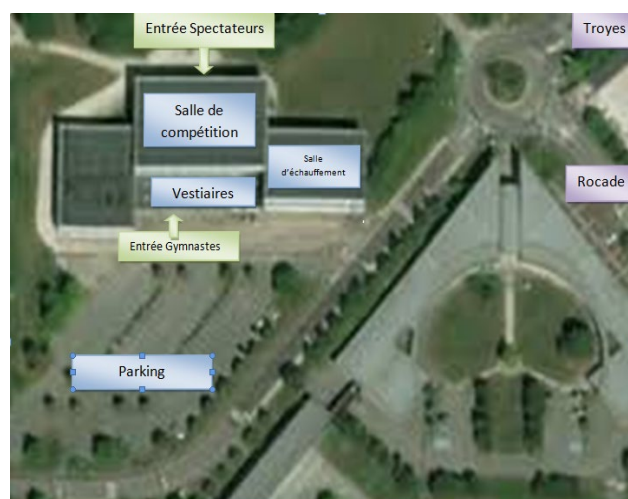 Entrée Spectateurs
Troyes
Salle de
compétition
Salle
d'échauffement
Rocade
Vestiaires
Entrée Gymnastes
Parking